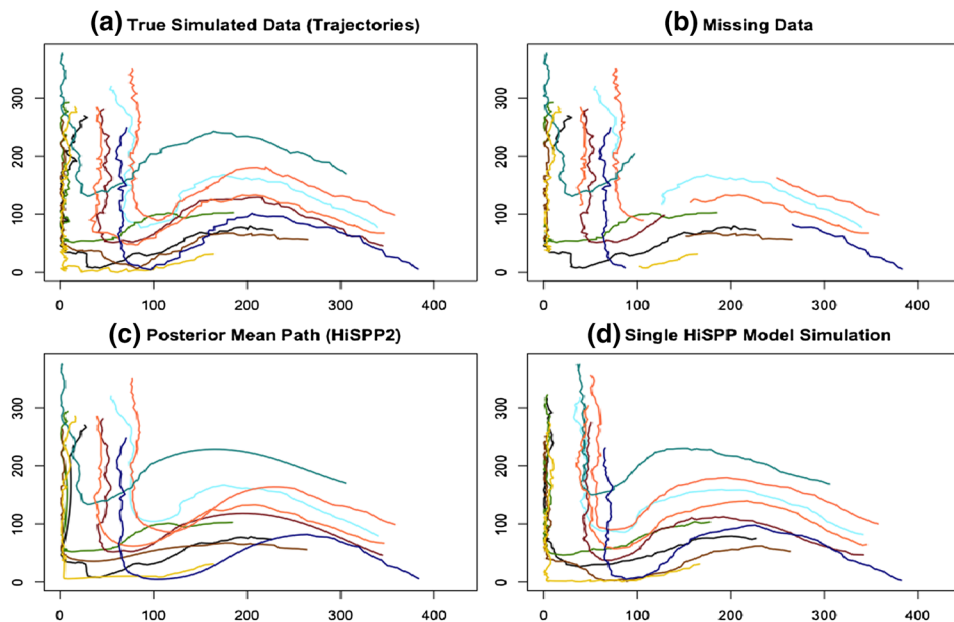 (a) True Simulated Data (Trajectories)
(b) Missing Data
300
200
100
0
0 100 200 300 400
300
200
100
0
0 100 200 300 400
(c) Posterior Mean Path (HiSPP2)
(d) Single HiSPP Model Simulation
300
200
100
0
0 100 200 300 400
300
200
100
0
0 100 200 300 400